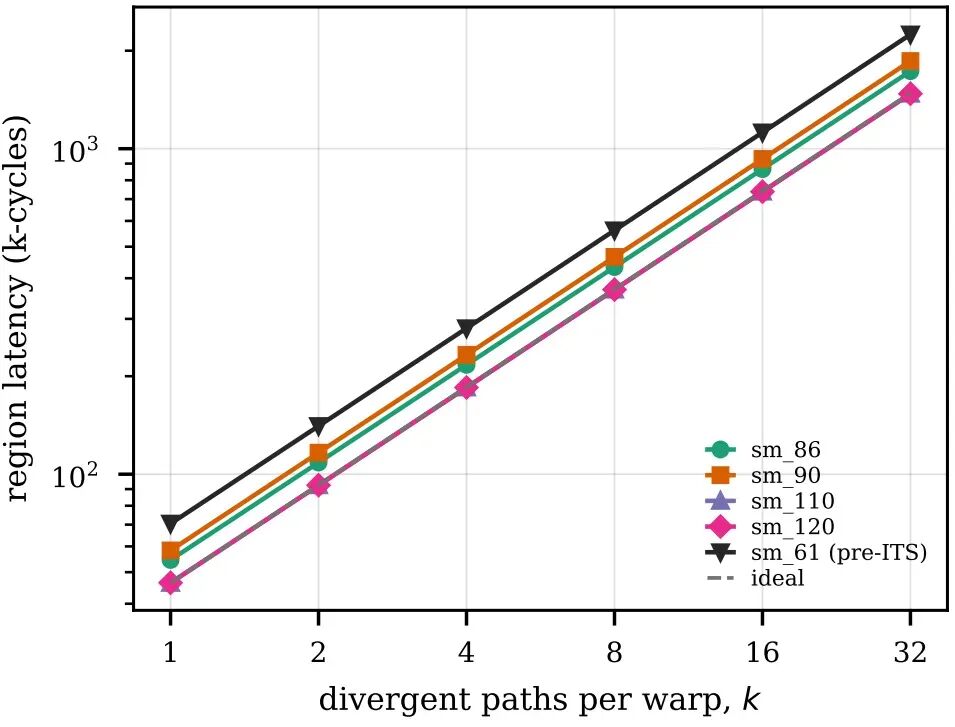 region latency (k-cycles)
10³
10²
1 2 4 8 16 32
divergent paths per warp, k
sm_86
sm_90
sm_110
sm_120
sm_61 (pre-ITS)
ideal